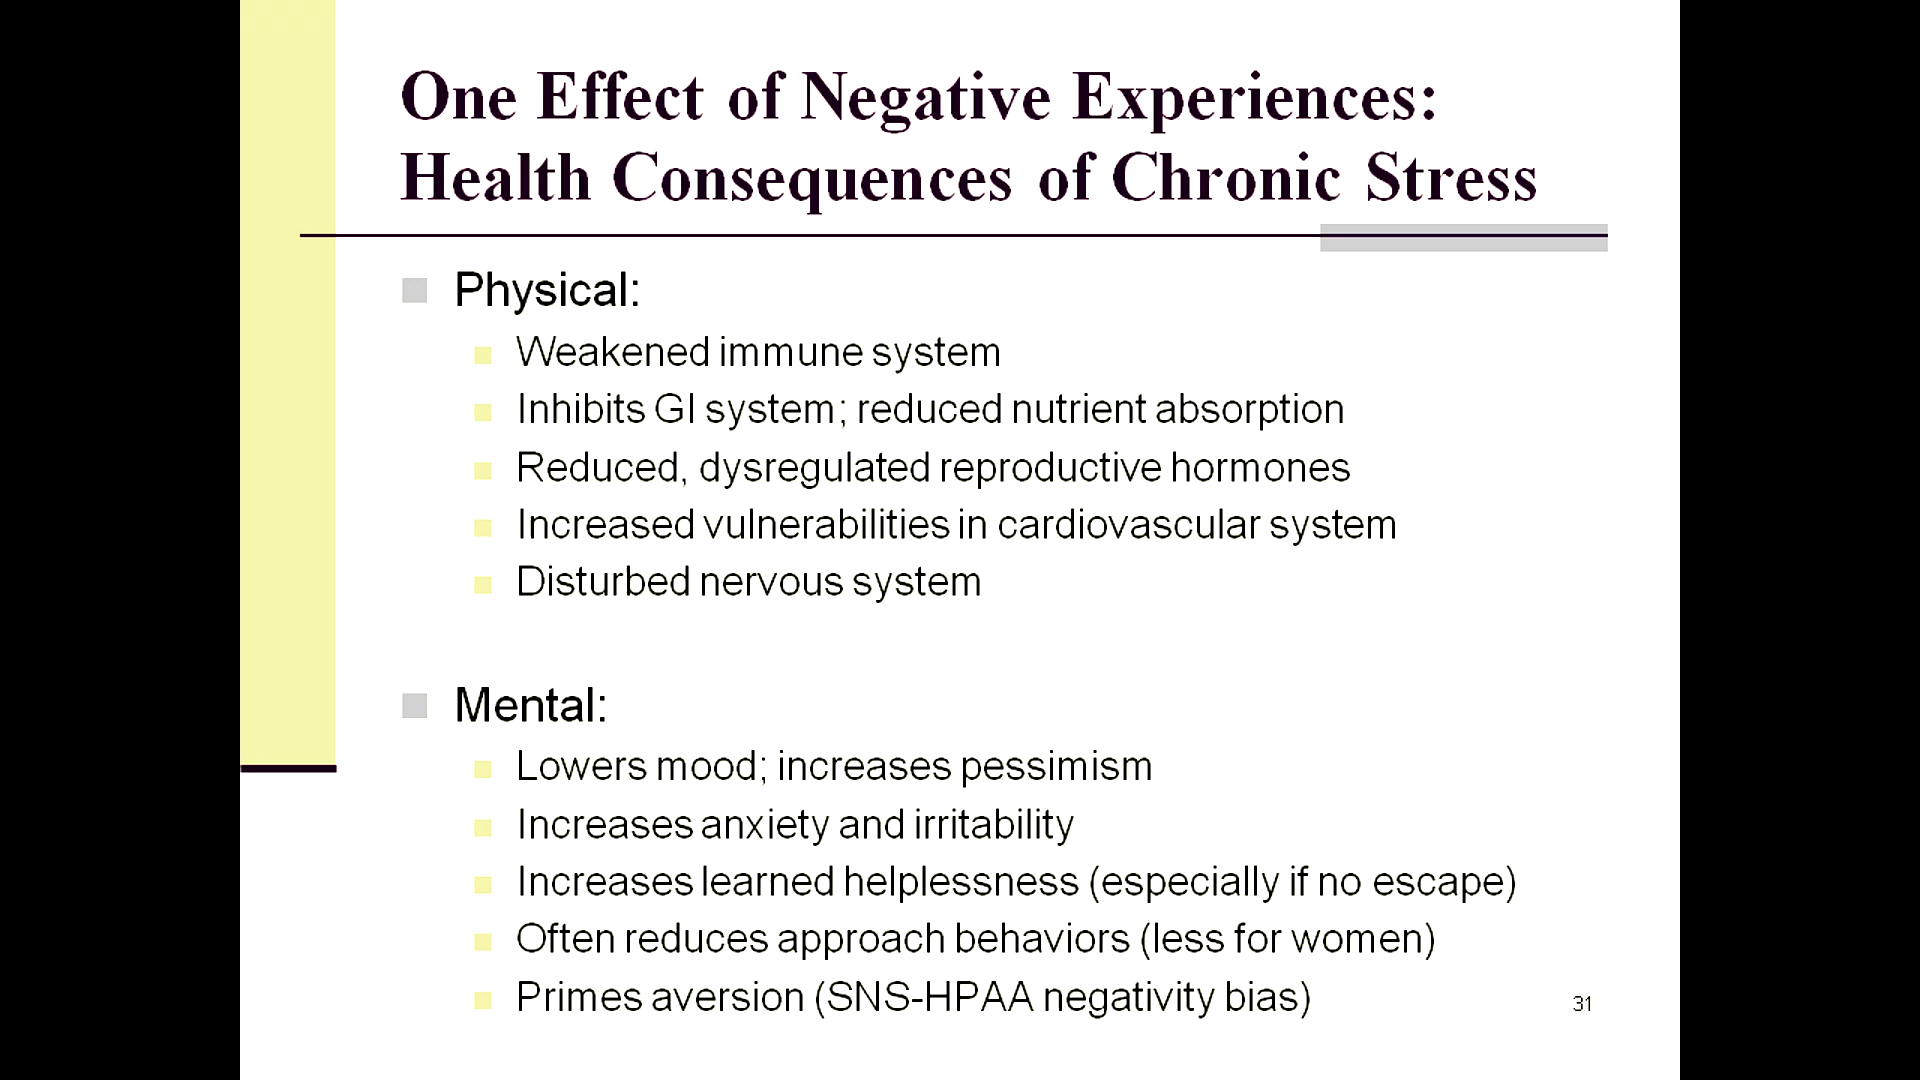 One Effect of Negative Experiences:
Health Consequences of Chronic Stress
Physical:
Weakened immune system
Inhibits GI system; reduced nutrient absorption
Reduced, dysregulated reproductive hormones
Increased vulnerabilities in cardiovascular system
Disturbed nervous system
Mental:
Lowers mood; increases pessimism
Increases anxiety and irritability
Increases learned helplessness (especially if no escape)
Often reduces approach behaviors (less for women)
Primes aversion (SNS-HPAA negativity bias)
31